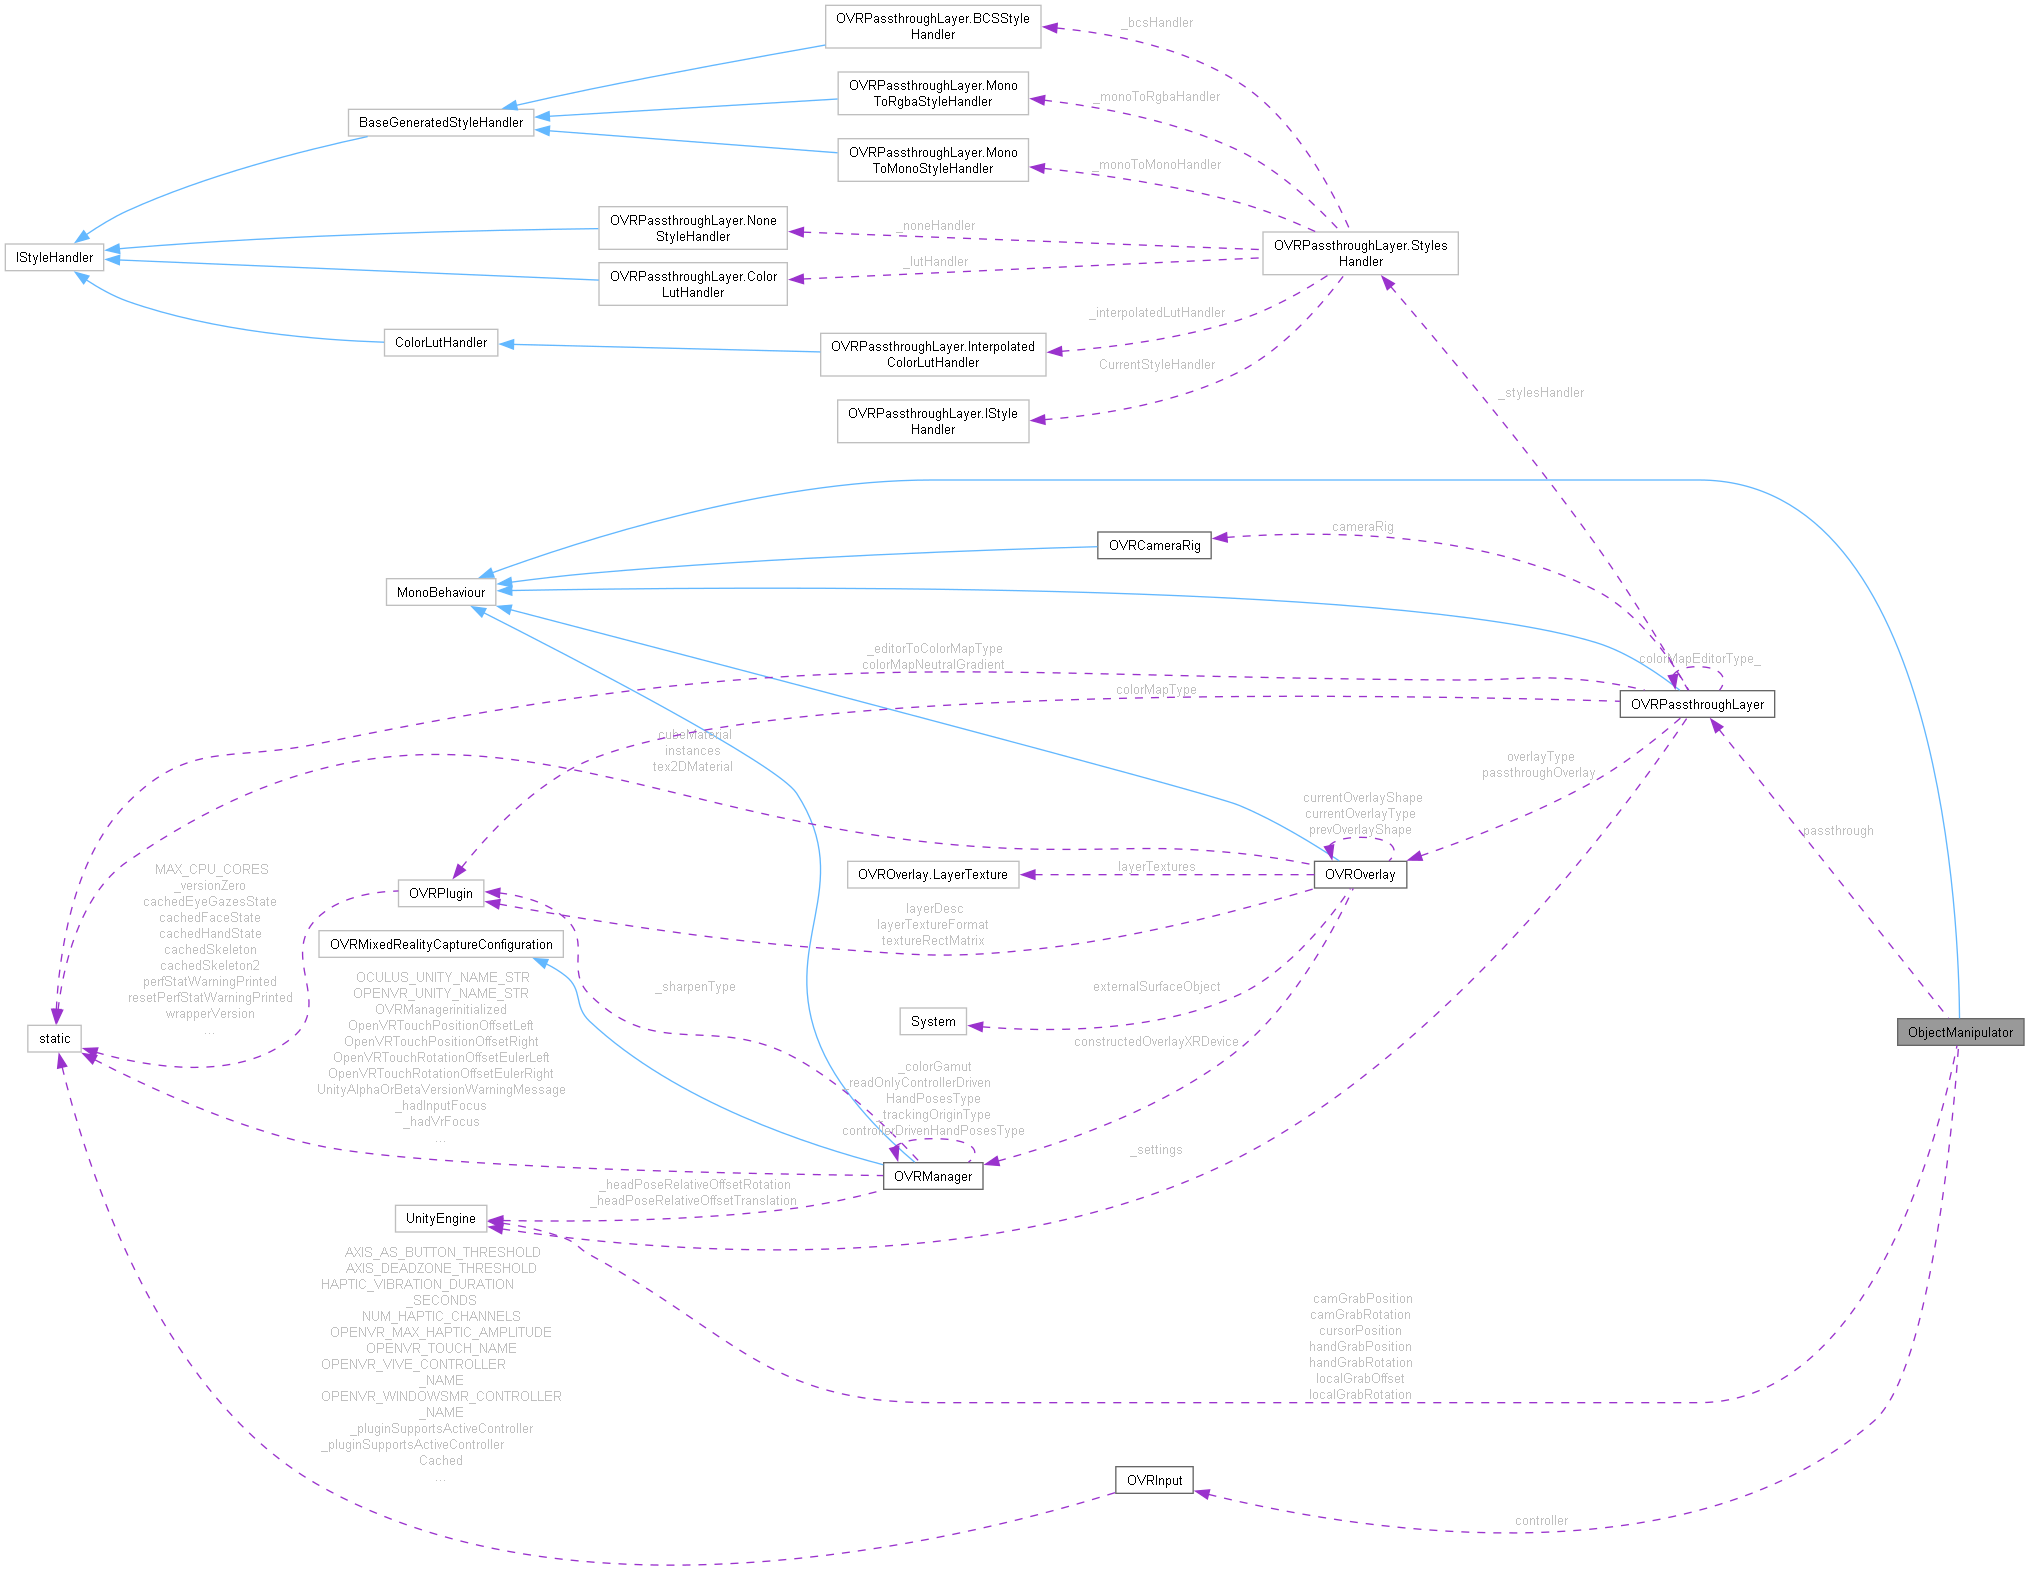 OVRPassthroughLayer.BCSStyle
Handler
_bcsHandler
OVRPassthroughLayer.Mono
ToRgbaStyleHandler
_monoToRgbaHandler
BaseGeneratedStyleHandler
OVRPassthroughLayer.Mono
ToMonoStyleHandler
_monoToMonoHandler
OVRPassthroughLayer.None
StyleHandler
_noneHandler
OVRPassthroughLayer.Styles
Handler
IStyleHandler
_lutHandler
OVRPassthroughLayer.Color
LutHandler
_interpolatedLutHandler
ColorLutHandler
OVRPassthroughLayer.Interpolated
ColorLutHandler
CurrentStyleHandler
_stylesHandler
OVRPassthroughLayer.IStyle
Handler
cameraRig
OVRCameraRig
MonoBehaviour
_editorToColorMapType
colorMapNeutralGradient
colorMapEditorType_
colorMapType
OVRPassthroughLayer
cubeMaterial
instances
tex2DMaterial
overlayType
passthroughOverlay
currentOverlayShape
currentOverlayType
prevOverlayShape
passthrough
layerTextures
OVROverlay.LayerTexture
OVROverlay
MAX_CPU_CORES
_versionZero
cachedEyeGazesState
cachedFaceState
cachedHandState
cachedSkeleton
cachedSkeleton2
perfStatWarningPrinted
resetPerfStatWarningPrinted
wrapperVersion
...
OVRPlugin
layerDesc
layerTextureFormat
textureRectMatrix
OVRMixedRealityCaptureConfiguration
OCULUS_UNITY_NAME_STR
OPENVR_UNITY_NAME_STR
OVRManagerinitialized
OpenVRTouchPositionOffsetLeft
OpenVRTouchPositionOffsetRight
OpenVRTouchRotationOffsetEulerLeft
OpenVRTouchRotationOffsetEulerRight
UnityAlphaOrBetaVersionWarningMessage
_hadInputFocus
_hadVrFocus
...
_sharpenType
externalSurfaceObject
System
static
constructedOverlayXRDevice
ObjectManipulator
_colorGamut
readOnlyControllerDriven
HandPosesType
trackingOriginType
controllerDrivenHandPosesType
_settings
OVRManager
_headPoseRelativeOffsetRotation
_headPoseRelativeOffsetTranslation
UnityEngine
AXIS_AS_BUTTON_THRESHOLD
AXIS_DEADZONE_THRESHOLD
HAPTIC_VIBRATION_DURATION
_SECONDS
NUM_HAPTIC_CHANNELS
OPENVR_MAX_HAPTIC_AMPLITUDE
OPENVR_TOUCH_NAME
OPENVR_VIVE_CONTROLLER
_NAME
OPENVR_WINDOWSMR_CONTROLLER
_NAME
_pluginSupportsActiveController
_pluginSupportsActiveController
Cached
...
camGrabPosition
camGrabRotation
cursorPosition
handGrabPosition
handGrabRotation
localGrabOffset
localGrabRotation
OVRInput
controller